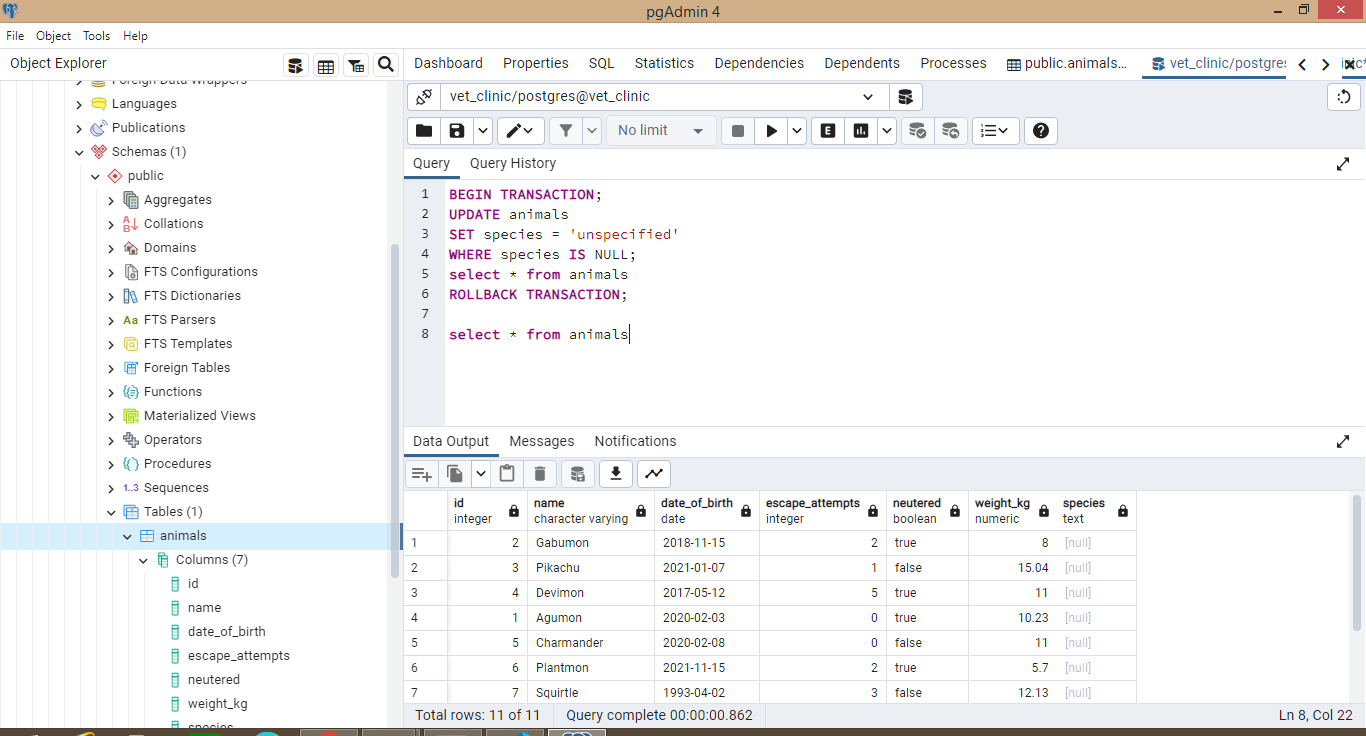 pgAdmin 4
File Object Tools Help
Object Explorer
Dashboard Properties SQL Statistics Dependencies Dependents Processes public.animals... vet_clinic/postgres
Foreign Data Wrappers
Languages
Publications
Schemas (1)
public
Aggregates
Collations
Domains
FTS Configurations
FTS Dictionaries
Aa FTS Parsers
FTS Templates
Foreign Tables
Functions
Materialized Views
Operators
Procedures
1..3 Sequences
Tables (1)
animals
Columns (7)
id
name
date_of_birth
escape_attempts
neutered
weight_kg
species
vet_clinic/postgres@vet_clinic
No limit
E
Query Query History
1 BEGIN TRANSACTION;
2 UPDATE animals
3 SET species = 'unspecified'
4 WHERE species IS NULL;
5 select * from animals
6 ROLLBACK TRANSACTION;
7
8 select * from animals
Data Output Messages Notifications
id name date_of_birth escape_attempts neutered weight_kg species
integer character varying date integer boolean numeric text
1 2 Gabumon 2018-11-15 2 true 8 [null]
2 3 Pikachu 2021-01-07 1 false 15.04 [null]
3 4 Devimon 2017-05-12 5 true 11 [null]
4 1 Agumon 2020-02-03 0 true 10.23 [null]
5 5 Charmander 2020-02-08 0 false 11 [null]
6 6 Plantmon 2021-11-15 2 true 5.7 [null]
7 7 Squirtle 1993-04-02 3 false 12.13 [null]
Total rows: 11 of 11 Query complete 00:00:00.862 Ln 8, Col 22